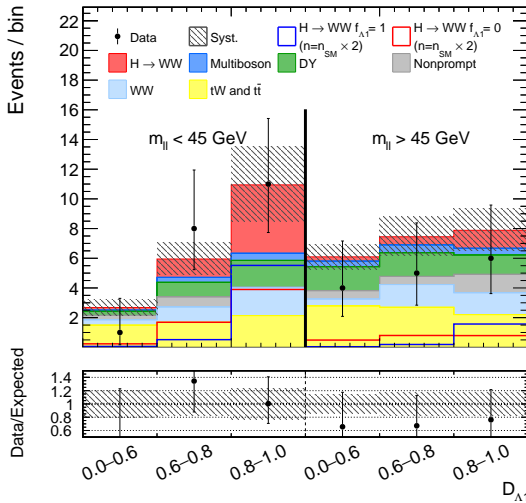 Events / bin
22
20
18
16
14
12
10
8
6
4
2
Data
Syst.
H → WW f_Λ1 = 1
(n=n_SM × 2)
H → WW f_Λ1 = 0
(n=n_SM × 2)
H → WW
Multiboson
DY
Nonprompt
WW
tW and tt̄
m_ll < 45 GeV
m_ll > 45 GeV
Data/Expected
1.4
1.2
1.0
0.8
0.6
0.0–0.6
0.6–0.8
0.8–1.0
0.0–0.6
0.6–0.8
0.8–1.0